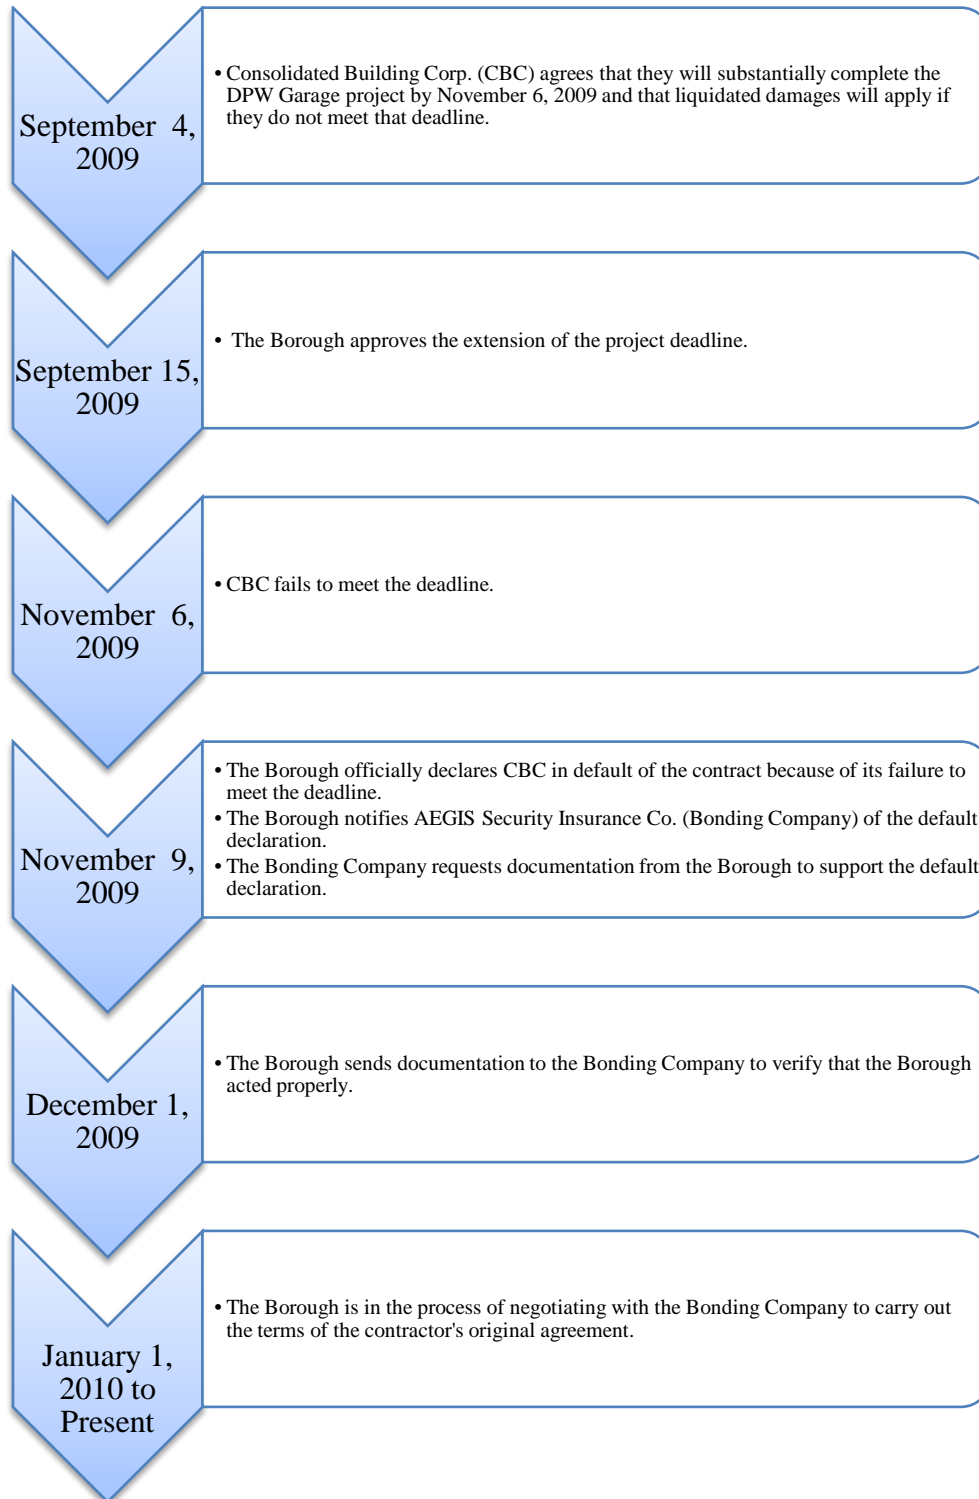 September 4,
2009
• Consolidated Building Corp. (CBC) agrees that they will substantially complete the
DPW Garage project by November 6, 2009 and that liquidated damages will apply if
they do not meet that deadline.
September 15,
2009
• The Borough approves the extension of the project deadline.
November 6,
2009
• CBC fails to meet the deadline.
November 9,
2009
• The Borough officially declares CBC in default of the contract because of its failure to
meet the deadline.
• The Borough notifies AEGIS Security Insurance Co. (Bonding Company) of the default
declaration.
• The Bonding Company requests documentation from the Borough to support the default
declaration.
December 1,
2009
• The Borough sends documentation to the Bonding Company to verify that the Borough
acted properly.
January 1,
2010 to
Present
• The Borough is in the process of negotiating with the Bonding Company to carry out
the terms of the contractor's original agreement.